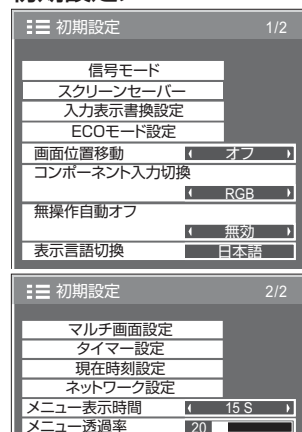 初期設定
初期設定 1/2
信号モード
スクリーンセーバー
入力表示書換設定
ECOモード設定
画面位置移動 オフ
コンポーネント入力切換
RGB
無操作自動オフ
無効
表示言語切換 日本語
初期設定 2/2
マルチ画面設定
タイマー設定
現在時刻設定
ネットワーク設定
メニュー表示時間 15 S
メニュー透過率 20